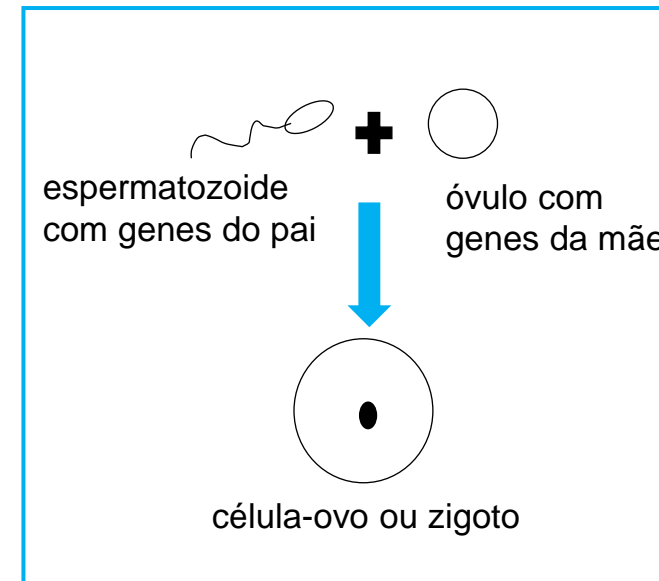 espermatozoide
com genes do pai
óvulo com
genes da mãe
célula-ovo ou zigoto